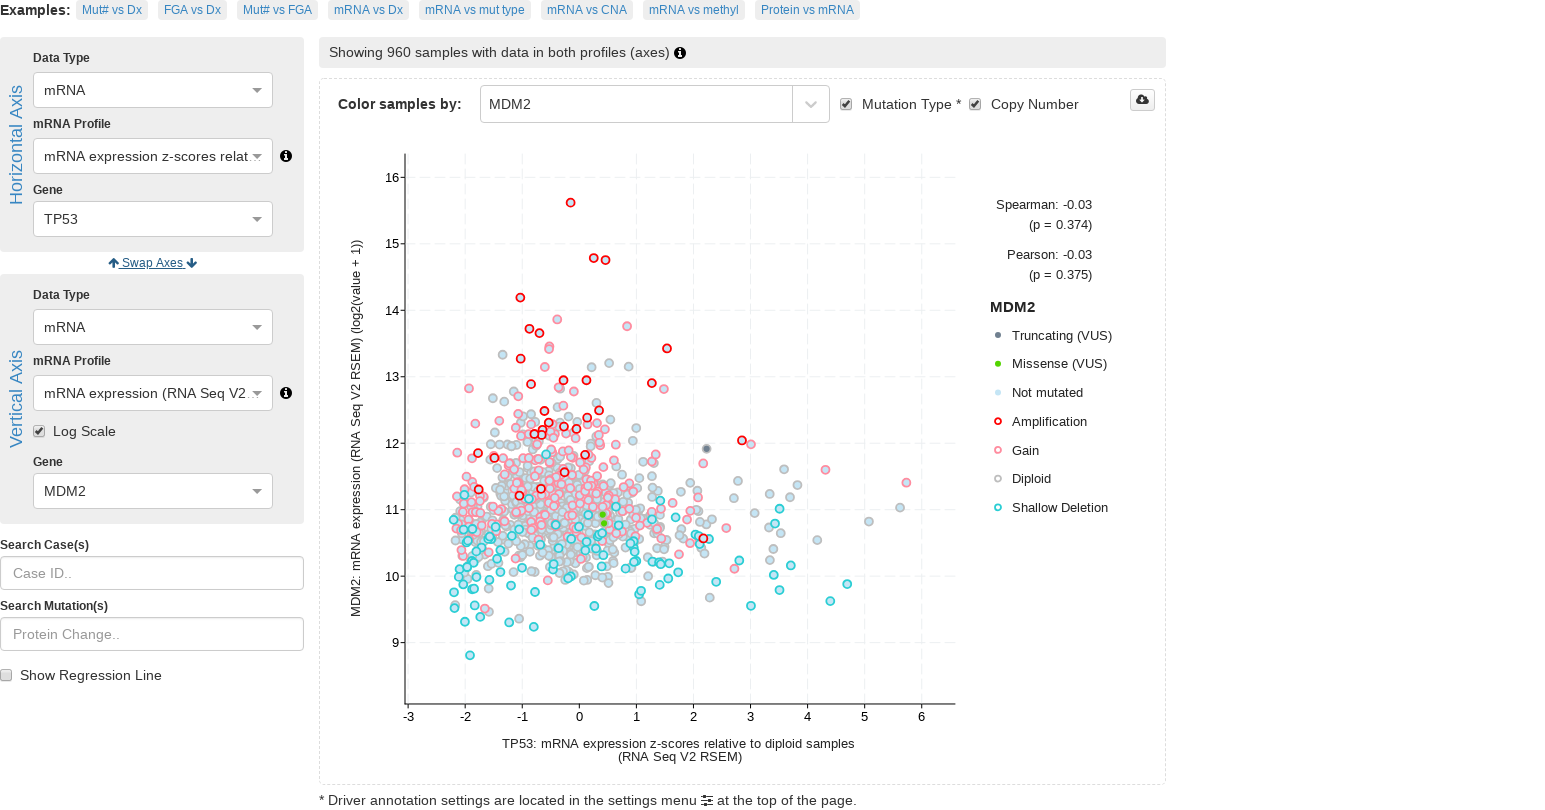 Examples: Mut# vs Dx FGA vs Dx Mut# vs FGA mRNA vs Dx mRNA vs mut type mRNA vs CNA mRNA vs methyl Protein vs mRNA
Horizontal Axis
Data Type
mRNA
mRNA Profile
mRNA expression z-scores relat…
Gene
TP53
Swap Axes
Vertical Axis
Data Type
mRNA
mRNA Profile
mRNA expression (RNA Seq V2…
Log Scale
Gene
MDM2
Search Case(s)
Case ID..
Search Mutation(s)
Protein Change..
Show Regression Line
Showing 960 samples with data in both profiles (axes)
Color samples by: MDM2 Mutation Type * Copy Number
MDM2: mRNA expression (RNA Seq V2 RSEM) (log2(value + 1))
16
15
14
13
12
11
10
9
-3 -2 -1 0 1 2 3 4 5 6
TP53: mRNA expression z-scores relative to diploid samples
(RNA Seq V2 RSEM)
Spearman: -0.03
(p = 0.374)
Pearson: -0.03
(p = 0.375)
MDM2
Truncating (VUS)
Missense (VUS)
Not mutated
Amplification
Gain
Diploid
Shallow Deletion
* Driver annotation settings are located in the settings menu at the top of the page.